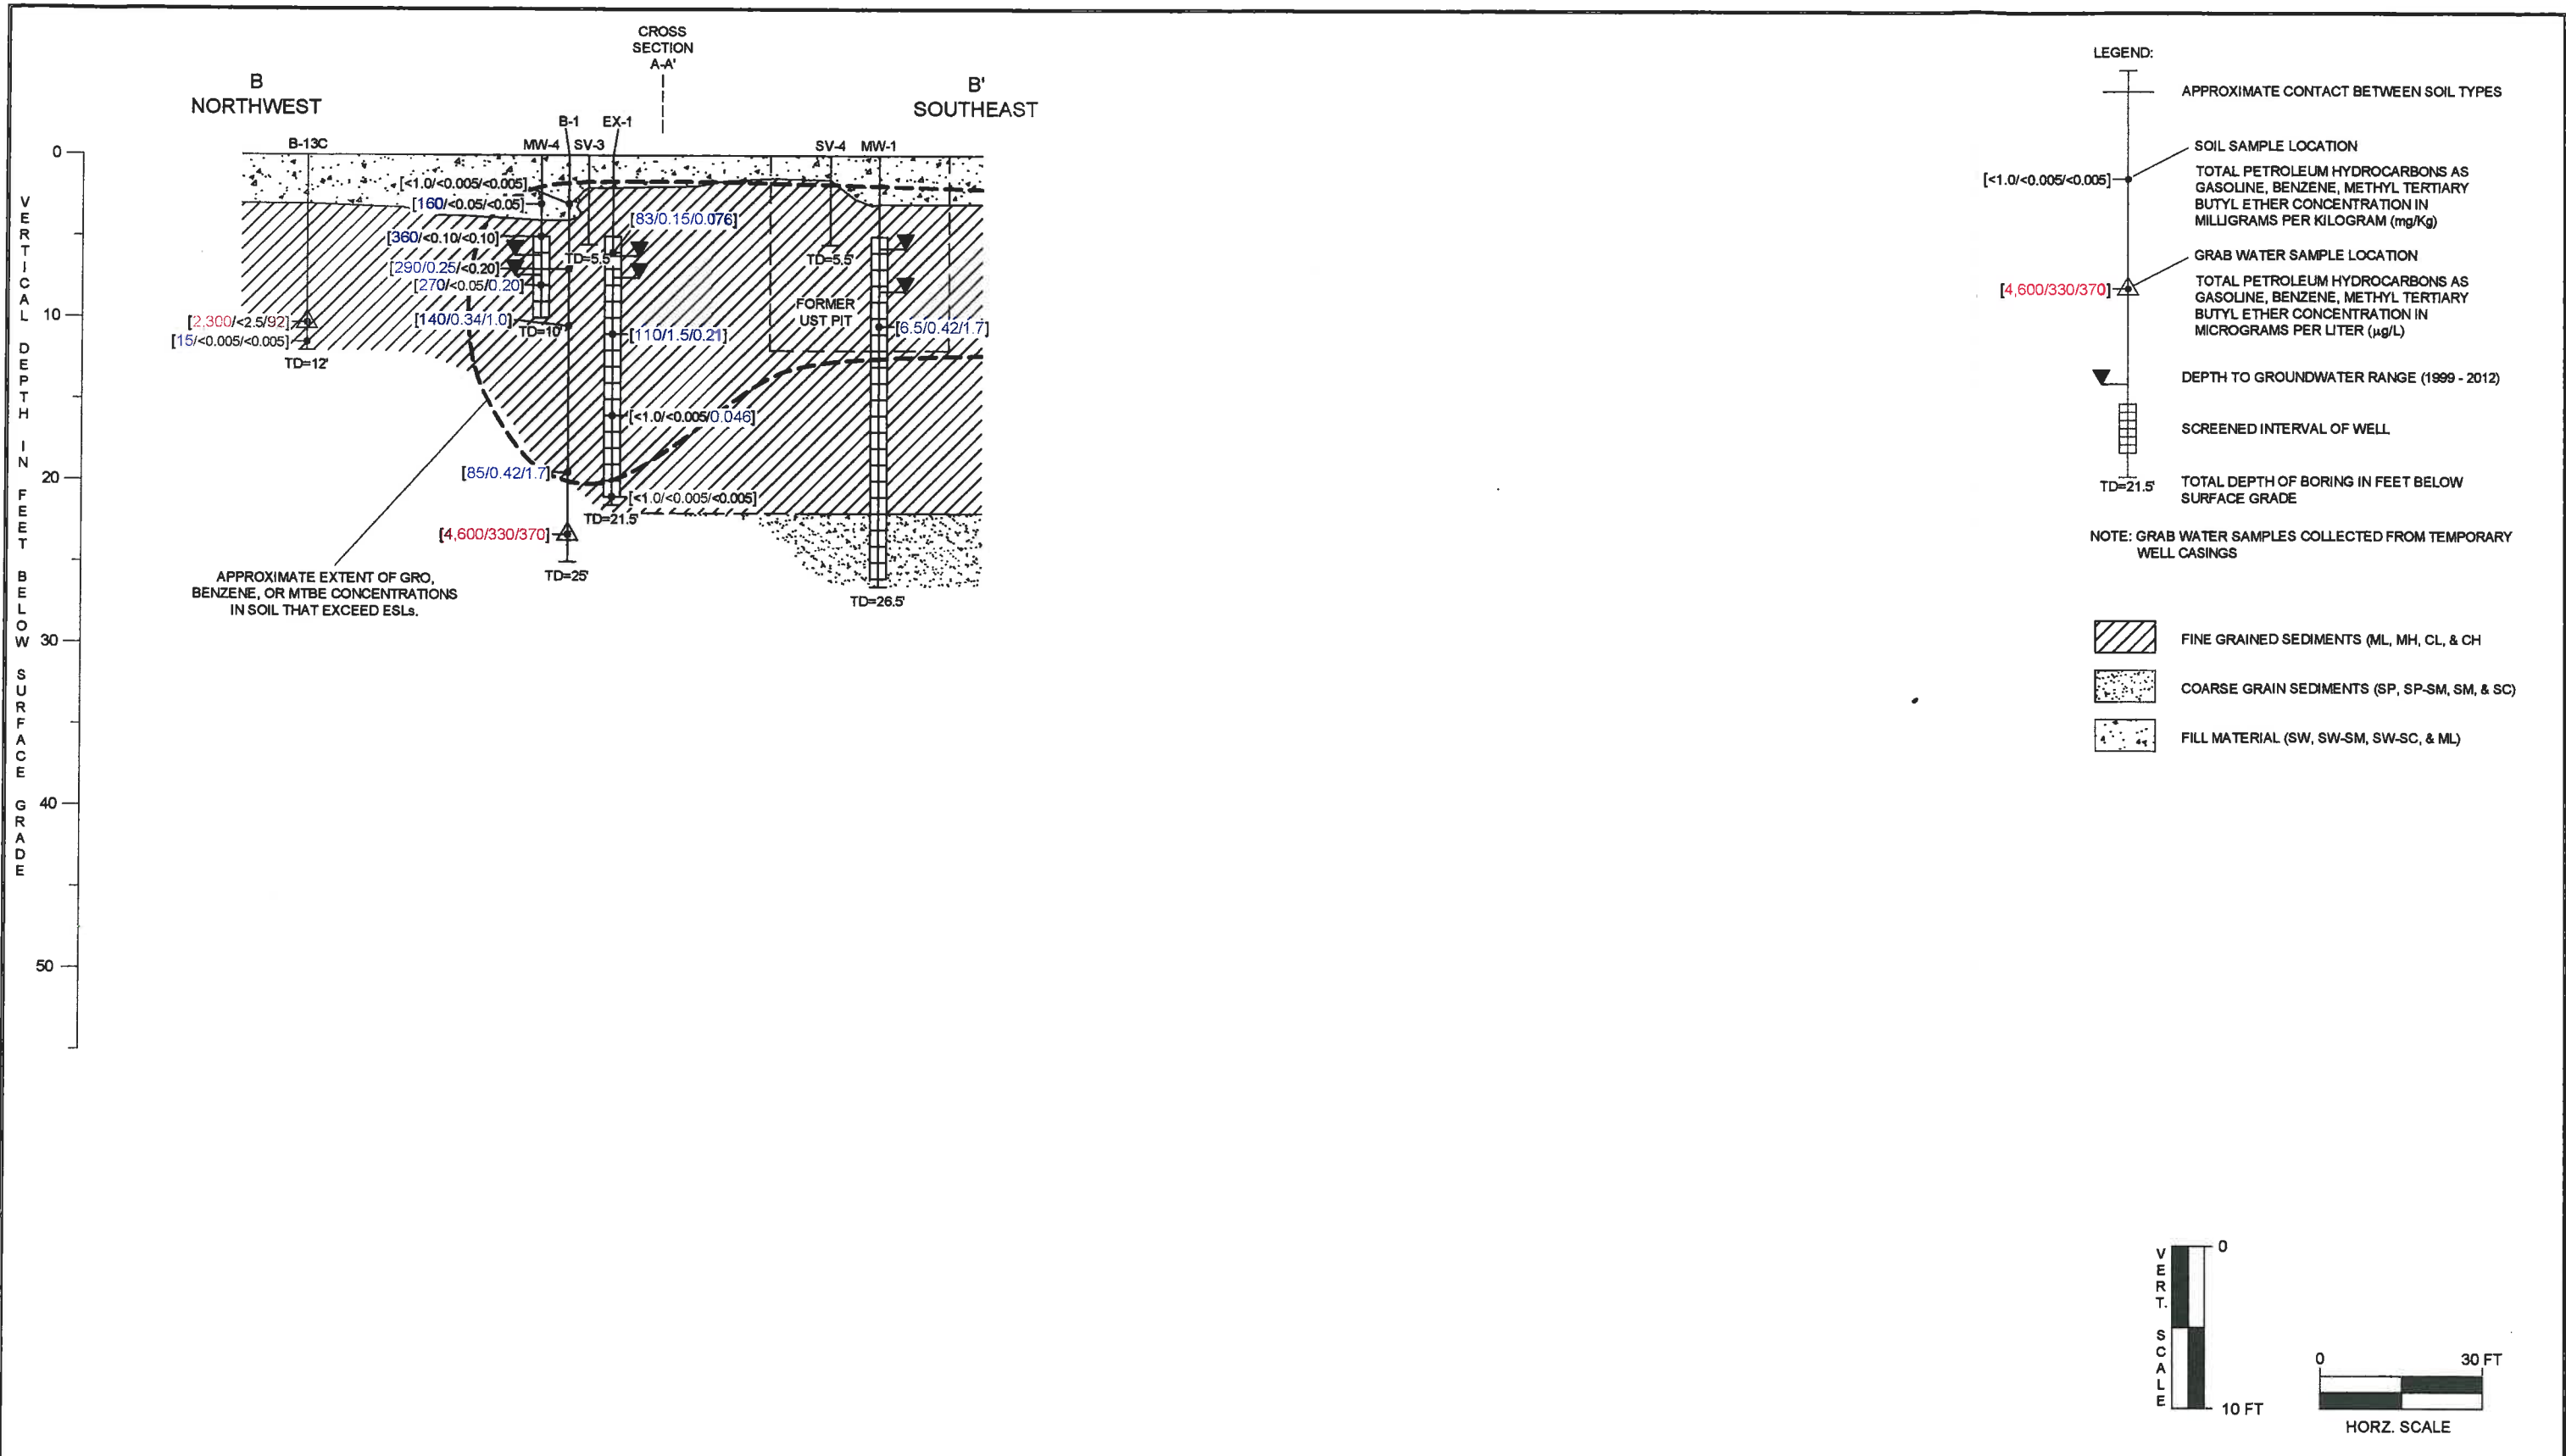 CROSS
SECTION
A-A'
B
NORTHWEST
B'
SOUTHEAST
B-1
EX-1
B-13C
MW-4
SV-3
SV-4
MW-1
0
10
20
30
40
50
VERTICAL DEPTH IN FEET BELOW SURFACE GRADE
[<1.0/<0.005/<0.005]
[160/<0.05/<0.05]
[83/0.15/0.076]
[360/<0.10/<0.10]
TD=5.5'
TD=5.5'
[290/0.25/<0.20]
[270/<0.05/0.20]
FORMER
UST PIT
[2,300/<2.5/92]
[140/0.34/1.0]
TD=10'
[110/1.5/0.21]
[6.5/0.42/1.7]
[15/<0.005/<0.005]
TD=12'
[<1.0/<0.005/0.046]
[85/0.42/1.7]
[<1.0/<0.005/<0.005]
TD=21.5'
[4,600/330/370]
TD=25'
TD=26.5'
APPROXIMATE EXTENT OF GRO,
BENZENE, OR MTBE CONCENTRATIONS
IN SOIL THAT EXCEED ESLs.
LEGEND:
APPROXIMATE CONTACT BETWEEN SOIL TYPES
SOIL SAMPLE LOCATION
[<1.0/<0.005/<0.005]
TOTAL PETROLEUM HYDROCARBONS AS
GASOLINE, BENZENE, METHYL TERTIARY
BUTYL ETHER CONCENTRATION IN
MILLIGRAMS PER KILOGRAM (mg/Kg)
GRAB WATER SAMPLE LOCATION
[4,600/330/370]
TOTAL PETROLEUM HYDROCARBONS AS
GASOLINE, BENZENE, METHYL TERTIARY
BUTYL ETHER CONCENTRATION IN
MICROGRAMS PER LITER (µg/L)
DEPTH TO GROUNDWATER RANGE (1999 - 2012)
SCREENED INTERVAL OF WELL
TD=21.5'
TOTAL DEPTH OF BORING IN FEET BELOW
SURFACE GRADE
NOTE: GRAB WATER SAMPLES COLLECTED FROM TEMPORARY
WELL CASINGS
FINE GRAINED SEDIMENTS (ML, MH, CL, & CH
COARSE GRAIN SEDIMENTS (SP, SP-SM, SM, & SC)
FILL MATERIAL (SW, SW-SM, SW-SC, & ML)
VERT. SCALE
0
10 FT
0
30 FT
HORZ. SCALE